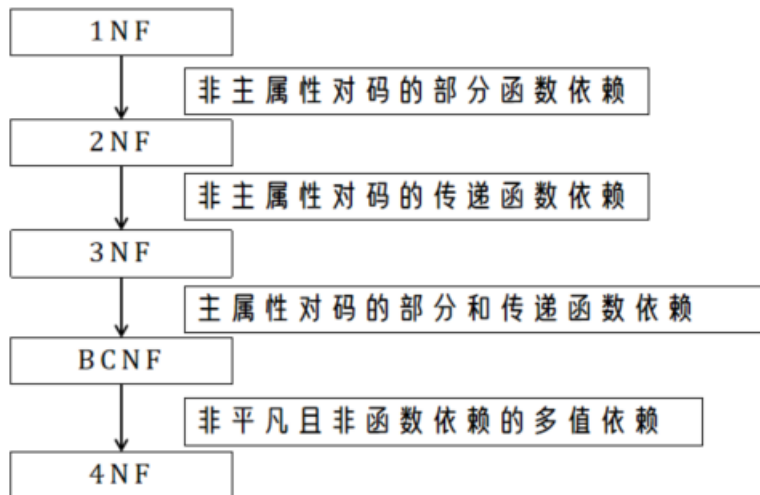 1NF
非主属性对码的部分函数依赖
2NF
非主属性对码的传递函数依赖
3NF
主属性对码的部分和传递函数依赖
BCNF
非平凡且非函数依赖的多值依赖
4NF